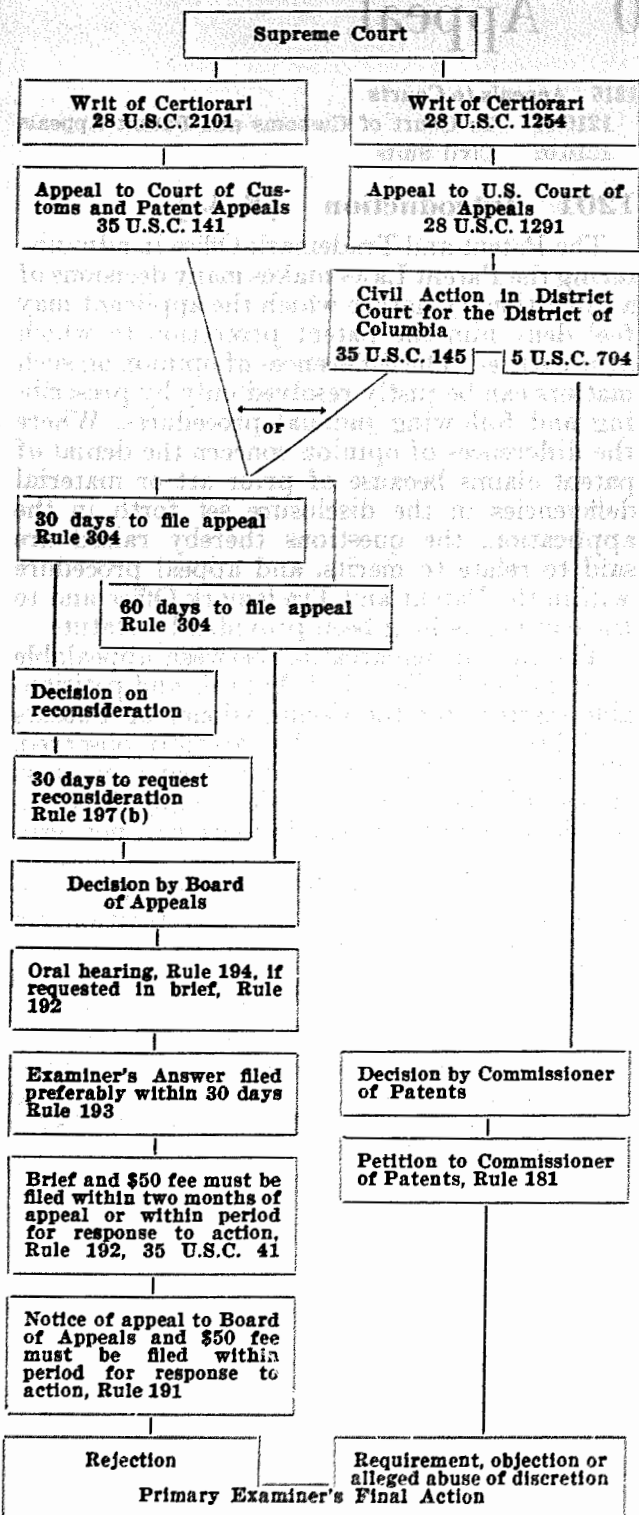 0 Appeal
Supreme Court
Writ of Certiorari
28 U.S.C. 2101
Writ of Certiorari
28 U.S.C. 1254
Appeal to Court of Cus-
toms and Patent Appeals
35 U.S.C. 141
Appeal to U.S. Court of
Appeals
28 U.S.C. 1291
Civil Action in District
Court for the District of
Columbia
35 U.S.C. 145
5 U.S.C. 704
or
30 days to file appeal
Rule 304
60 days to file appeal
Rule 304
Decision on
reconsideration
30 days to request
reconsideration
Rule 197(b)
Decision by Board
of Appeals
Oral hearing, Rule 194, if
requested in brief, Rule
192
Examiner's Answer filed
preferably within 30 days
Rule 193
Decision by Commissioner
of Patents
Brief and $50 fee must be
filed within two months of
appeal or within period
for response to action,
Rule 192, 35 U.S.C. 41
Petition to Commissioner
of Patents, Rule 181
Notice of appeal to Board
of Appeals and $50 fee
must be filed within
period for response to
action, Rule 191
Rejection
Requirement, objection or
alleged abuse of discretion
Primary Examiner's Final Action